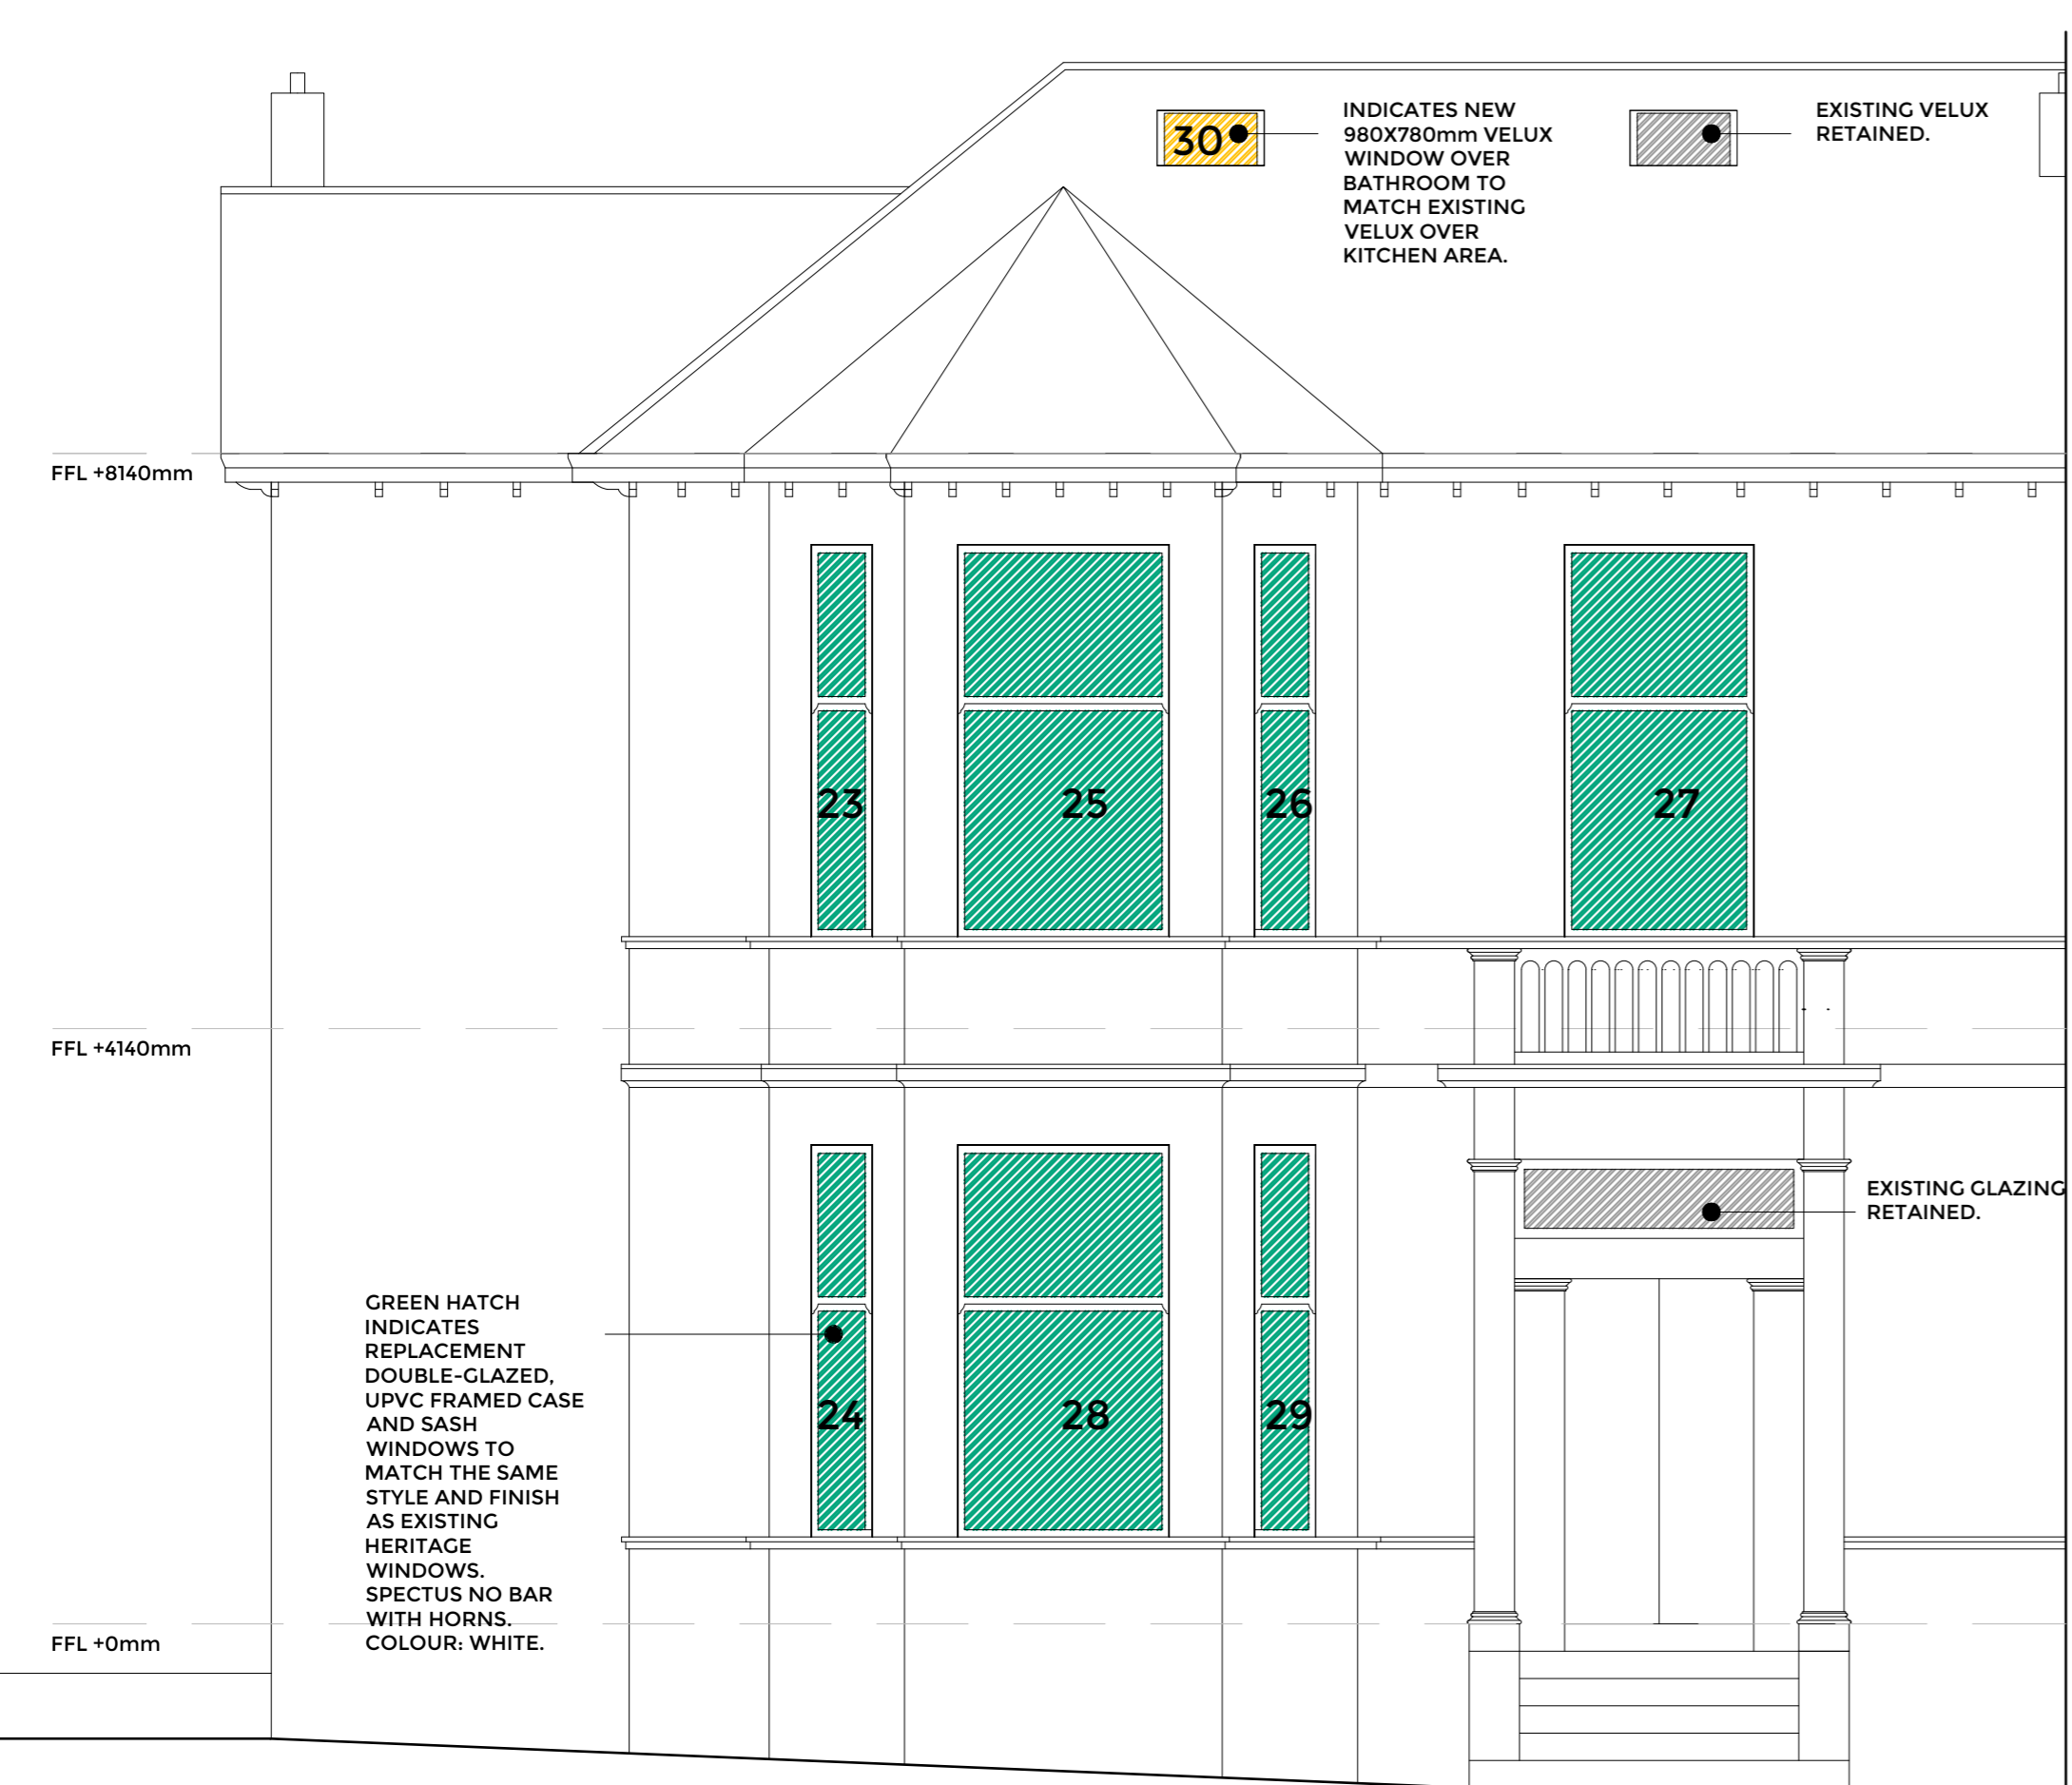 30
INDICATES NEW
980X780mm VELUX
WINDOW OVER
BATHROOM TO
MATCH EXISTING
VELUX OVER
KITCHEN AREA.
EXISTING VELUX
RETAINED.
FFL +8140mm
23
25
26
27
FFL +4140mm
EXISTING GLAZING
RETAINED.
GREEN HATCH
INDICATES
REPLACEMENT
DOUBLE-GLAZED,
UPVC FRAMED CASE
AND SASH
WINDOWS TO
MATCH THE SAME
STYLE AND FINISH
AS EXISTING
HERITAGE
WINDOWS.
SPECTUS NO BAR
WITH HORNS.
COLOUR: WHITE.
24
28
29
FFL +0mm